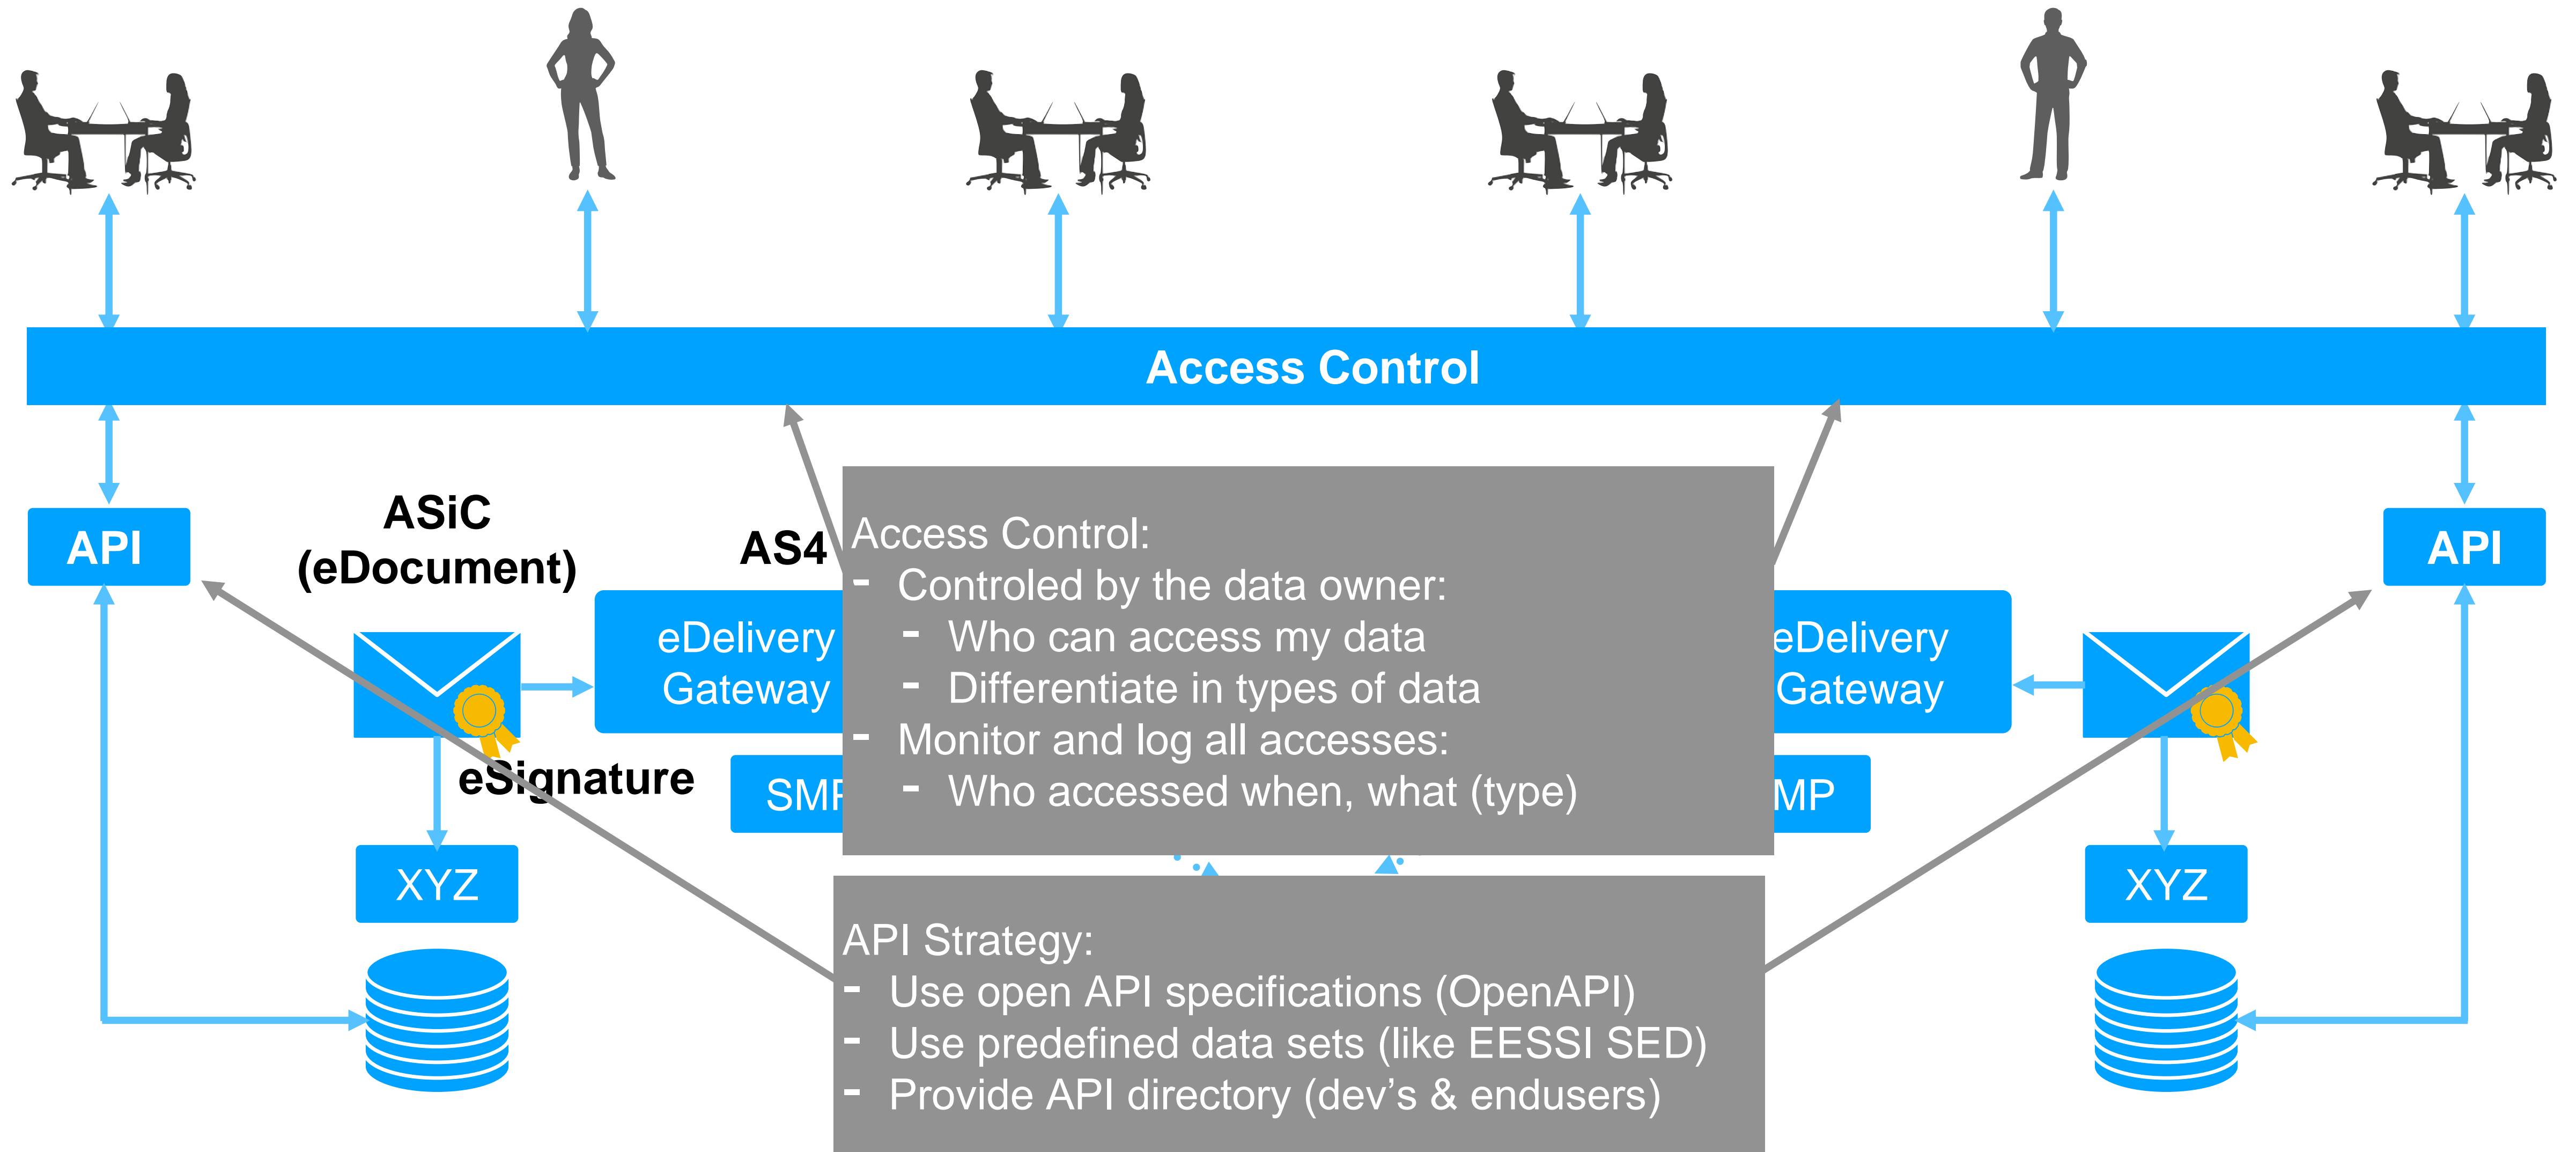 Access Control
API
ASiC
(eDocument)
AS4
eDelivery
Gateway
eSignature
SMP
XYZ
Access Control:
- Controled by the data owner:
- Who can access my data
- Differentiate in types of data
- Monitor and log all accesses:
- Who accessed when, what (type)
API Strategy:
- Use open API specifications (OpenAPI)
- Use predefined data sets (like EESSI SED)
- Provide API directory (dev's & endusers)
API
eDelivery
Gateway
MP
XYZ